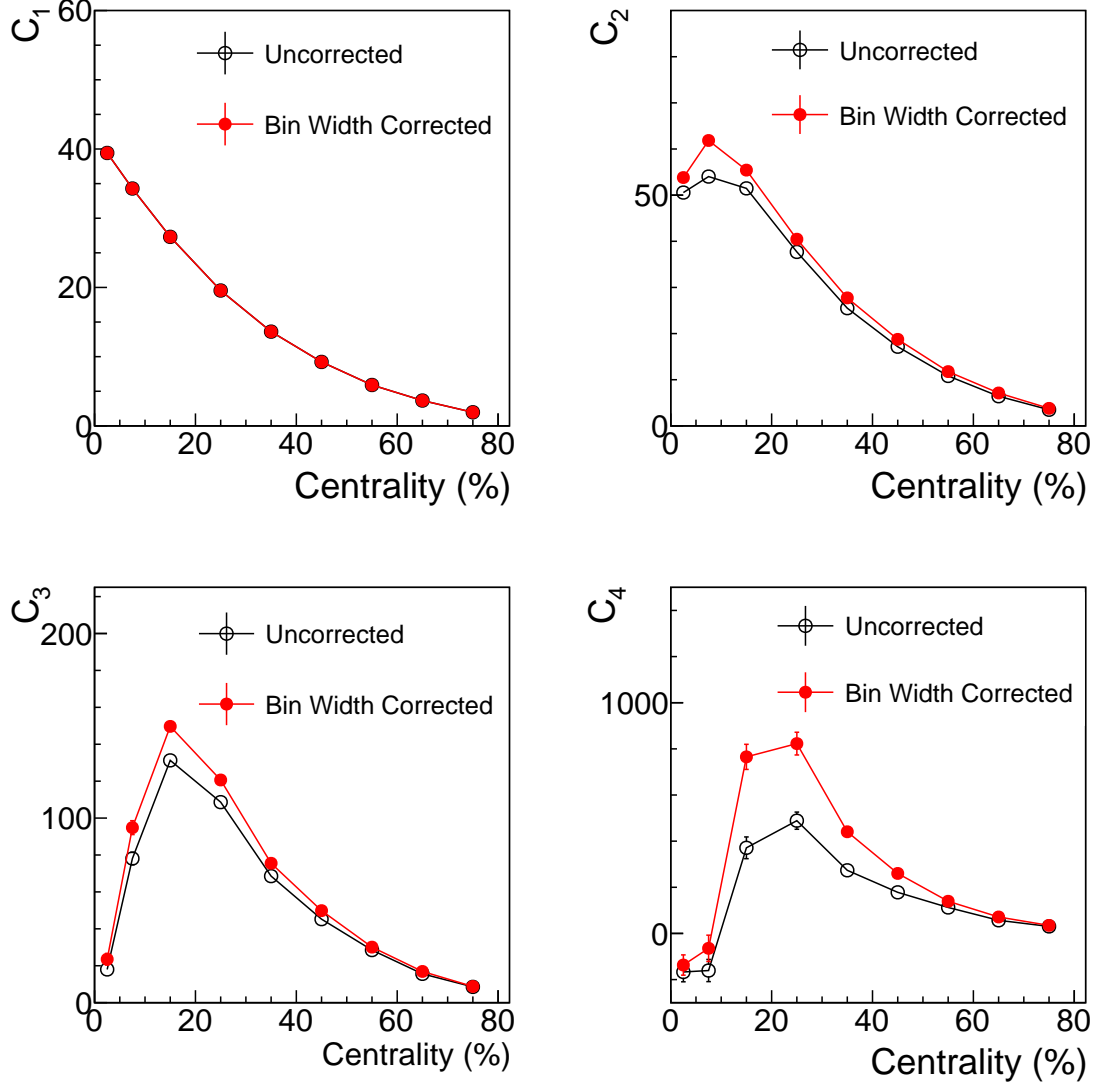 C1
60
40
20
0
Uncorrected
Bin Width Corrected
0 20 40 60 80
Centrality (%)
C2
50
0
Uncorrected
Bin Width Corrected
0 20 40 60 80
Centrality (%)
C3
200
100
0
Uncorrected
Bin Width Corrected
0 20 40 60 80
Centrality (%)
C4
1000
0
Uncorrected
Bin Width Corrected
0 20 40 60 80
Centrality (%)